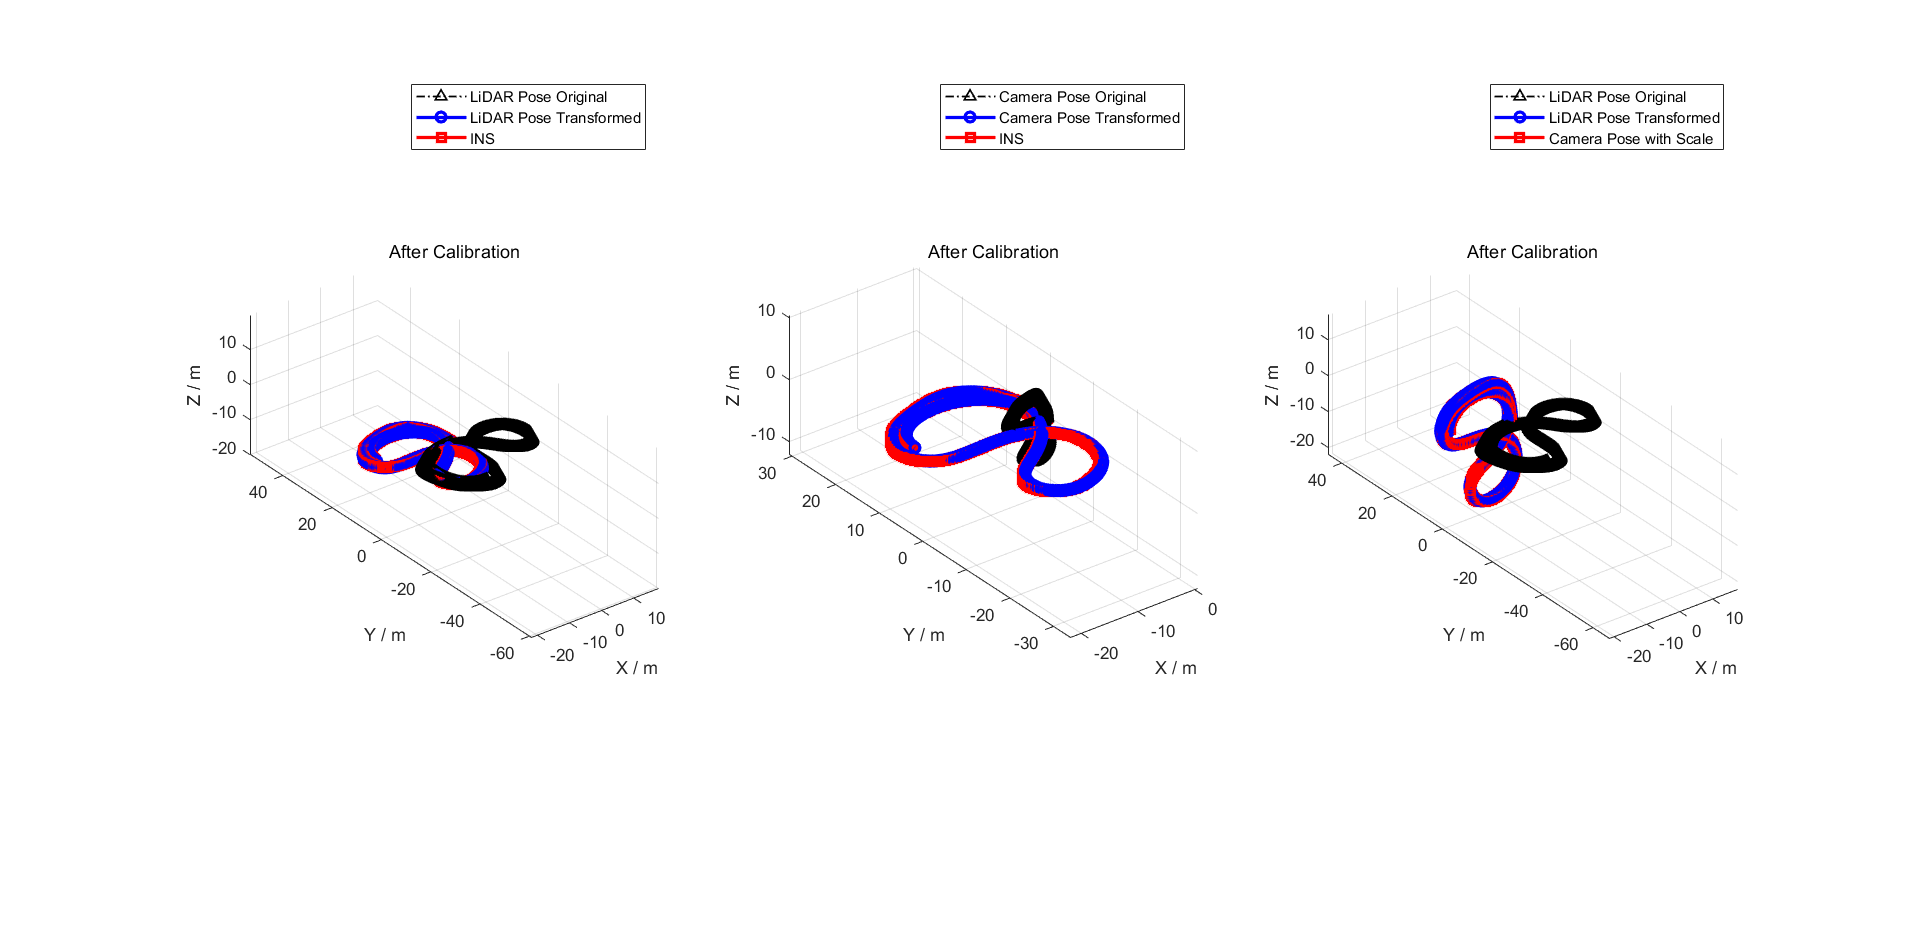 LiDAR Pose Original
LiDAR Pose Transformed
INS
After Calibration
10
0
-10
-20
Z / m
40
20
0
-20
-40
-60
Y / m
-20
-10
0
10
X / m
Camera Pose Original
Camera Pose Transformed
INS
After Calibration
10
0
-10
Z / m
30
20
10
0
-10
-20
-30
Y / m
-20
-10
0
X / m
LiDAR Pose Original
LiDAR Pose Transformed
Camera Pose with Scale
After Calibration
10
0
-10
-20
Z / m
40
20
0
-20
-40
-60
Y / m
-20
-10
0
10
X / m